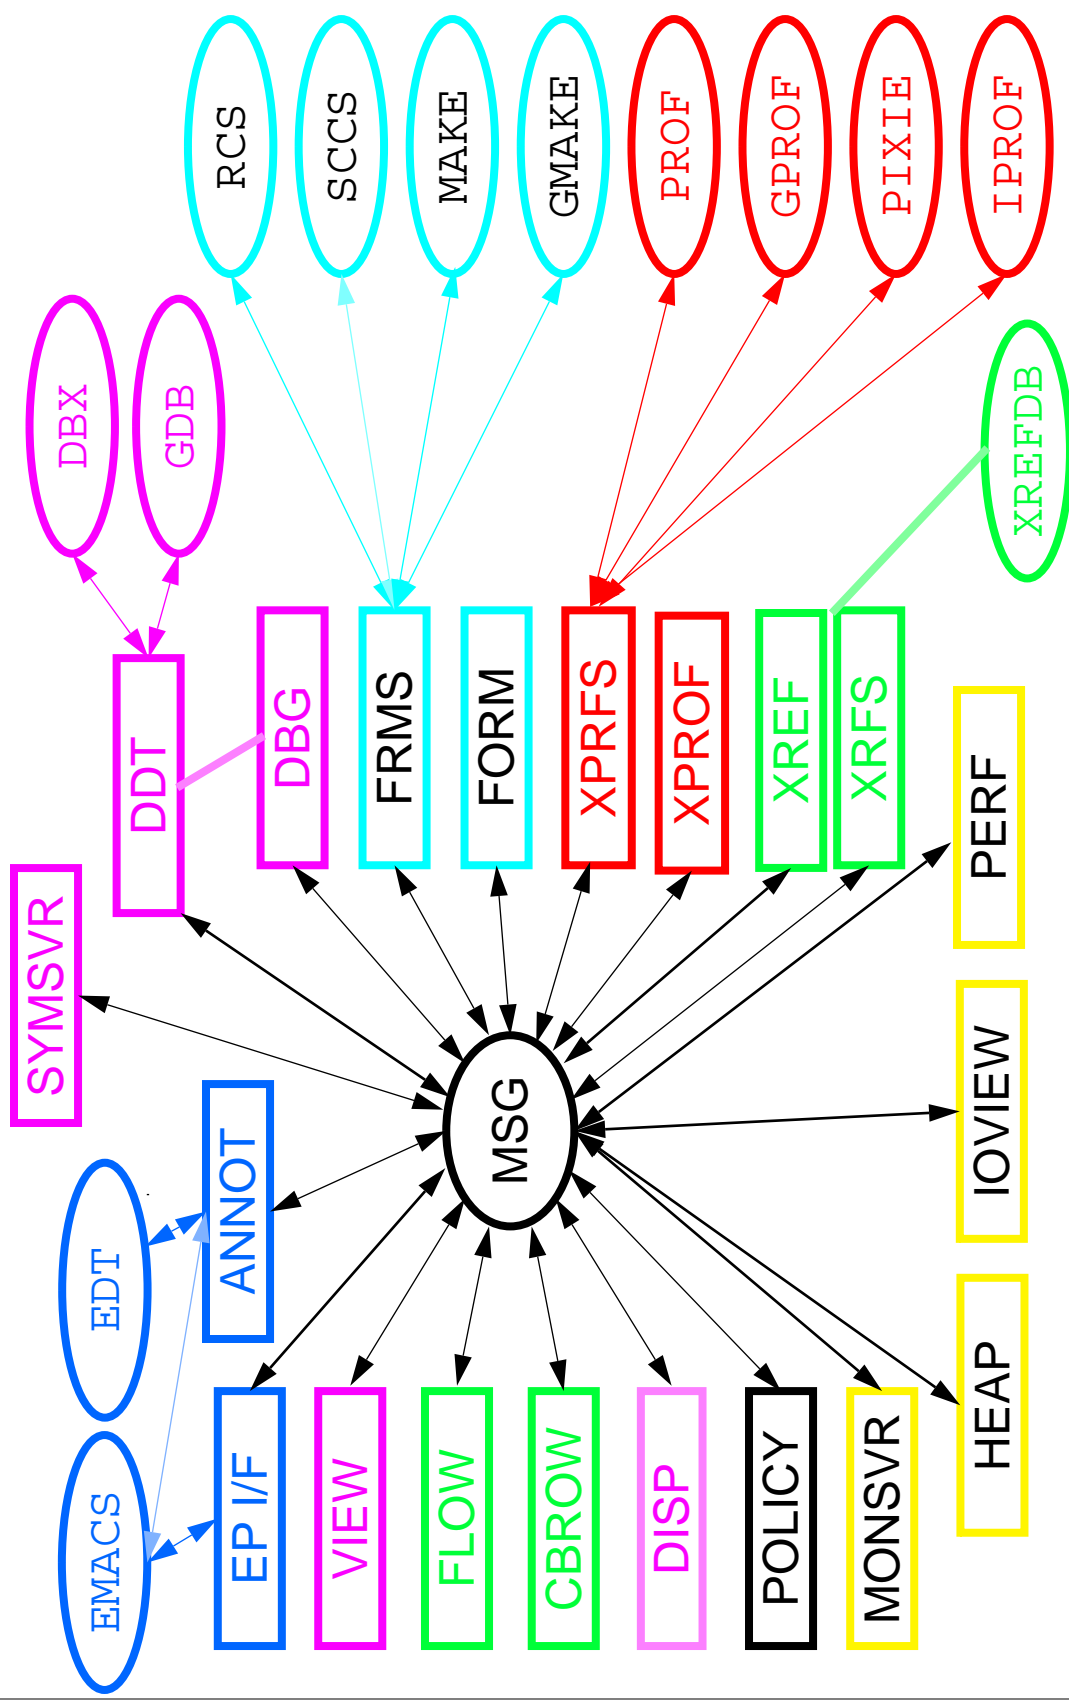 RCS
SCCS
MAKE
GMAKE
PROF
GPROF
PIXIE
IPROF
DBX
GDB
XREFDB
DDT
DBG
FRMS
FORM
XPRFS
XPROF
XREF
XRFS
PERF
SYMSVR
MSG
IOVIEW
EDT
ANNOT
HEAP
EMACS
EP I/F
VIEW
FLOW
CBROW
DISP
POLICY
MONSVR